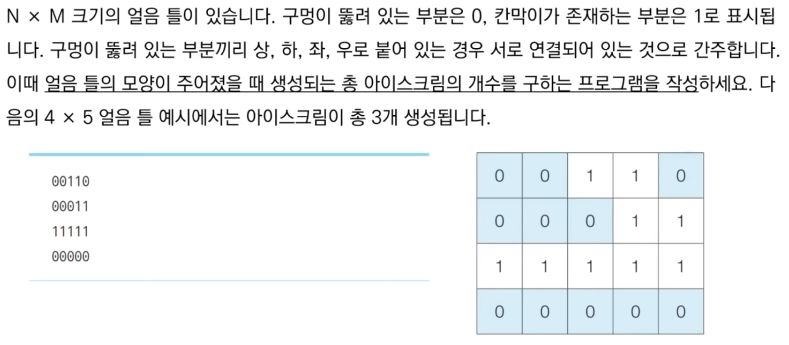 N × M 크기의 얼음 틀이 있습니다. 구멍이 뚫려 있는 부분은 0, 칸막이가 존재하는 부분은 1로 표시됩
니다. 구멍이 뚫려 있는 부분끼리 상, 하, 좌, 우로 붙어 있는 경우 서로 연결되어 있는 것으로 간주합니다.
이때 얼음 틀의 모양이 주어졌을 때 생성되는 총 아이스크림의 개수를 구하는 프로그램을 작성하세요. 다
음의 4 × 5 얼음 틀 예시에서는 아이스크림이 총 3개 생성됩니다.
00110
00011
11111
00000
0 0 1 1 0
0 0 0 1 1
1 1 1 1 1
0 0 0 0 0